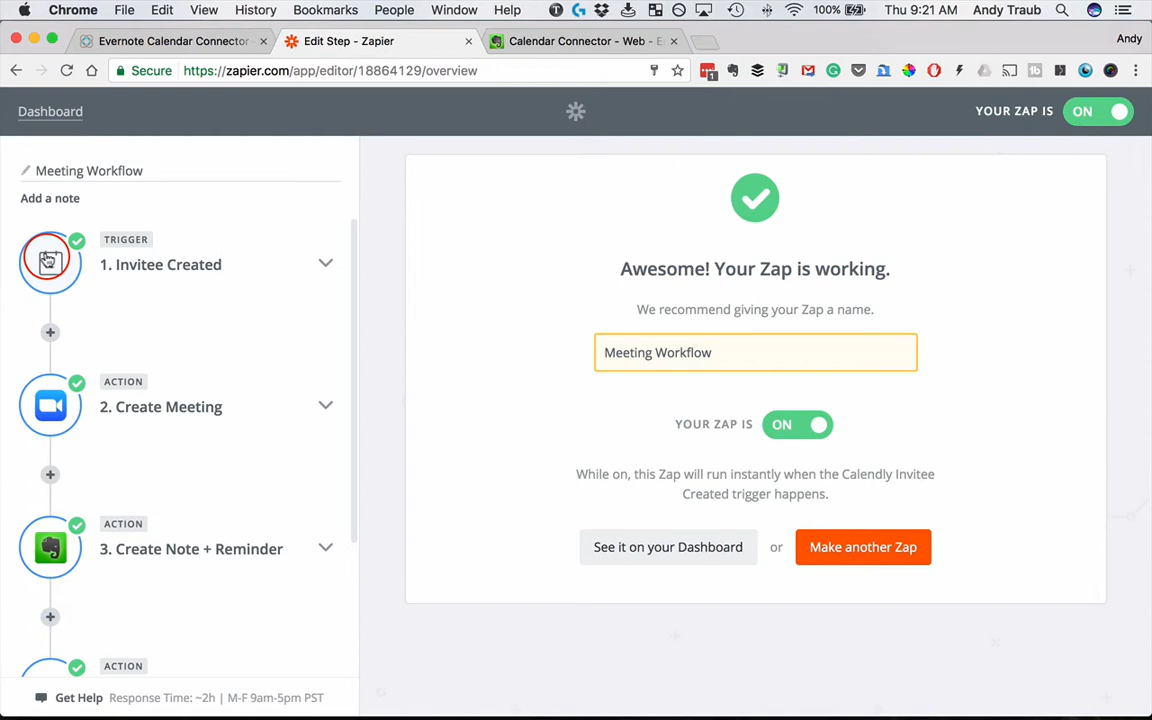 Chrome File Edit View History Bookmarks People Window Help 100% Thu 9:21 AM Andy Traub
Evernote Calendar Connector
Edit Step - Zapier
Calendar Connector - Web - E
Andy
Secure https://zapier.com/app/editor/18864129/overview
1
Dashboard
YOUR ZAP IS ON
Meeting Workflow
Add a note
TRIGGER
1. Invitee Created
ACTION
2. Create Meeting
ACTION
3. Create Note + Reminder
ACTION
Get Help Response Time: ~2h | M-F 9am-5pm PST
Awesome! Your Zap is working.
We recommend giving your Zap a name.
Meeting Workflow
YOUR ZAP IS ON
While on, this Zap will run instantly when the Calendly Invitee
Created trigger happens.
See it on your Dashboard or Make another Zap